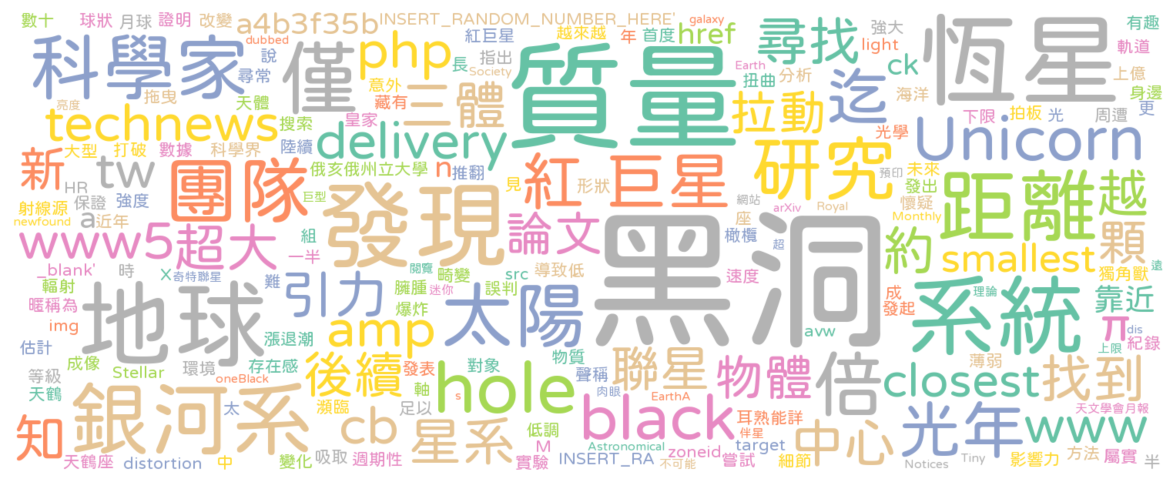 數十 球狀 月球 證明 改變 a4b3f35b INSERT_RANDOM_NUMBER_HERE' 越來越 年 首度 galaxy href 尋找 強大 有趣
科學家 dubbed 說 尋常 僅 php 紅巨星 長 指出 Society 質量 Earth 扭曲 分析 light ck 迄 恆星 軌道
亮度 拖曳 天體 意外 藏有 三體 拉動 海洋 上億 身邊
technews 搜索 皇家 delivery 光學 下限 拍板 光 周遭 更
大型 打破 數據 科學界 陸續 Unicorn
新 tw 團隊 俄亥俄州立大學 n 推翻 紅巨星 見 形狀 研究 預印 未來 發出 距離 越
HR 保證 強度 巨型 發現 懷疑
射線源 a 近年 論文 座 網站 arXiv Royal Monthly
newfound www5 超大 組 一半 橄欖 超 黑洞 約 smallest 顆 獨角獸
_blank' 時 X 奇特聯星 難 閱覽 畸變 src 導致低 速度 遠
輻射 引力 臃腫 迷你 誤判 成 系統 理論 靠近
暱稱為 地球 爆炸 太陽 發起 π
img 漲退潮 amp avw dis 紀錄
估計 成像 環境 存在感 後續 發表 對象 物質 聯星 物體 倍 薄弱 上限
等級 Stellar oneBlack 軸 hole 聲稱 closest 找到
天鶴 銀河系 太 瀕臨 足以 s 肉眼 EarthA 耳熟能詳 光年 天文學會月報
知 cb 星系 低調 black 伴星 中心 www
天鶴座 distortion 中 變化 吸取 週期性 M 實驗 Astronomical INSERT_RA 不可能 zoneid target 嘗試 細節 Notices Tiny 影響力 方法 屬實 半